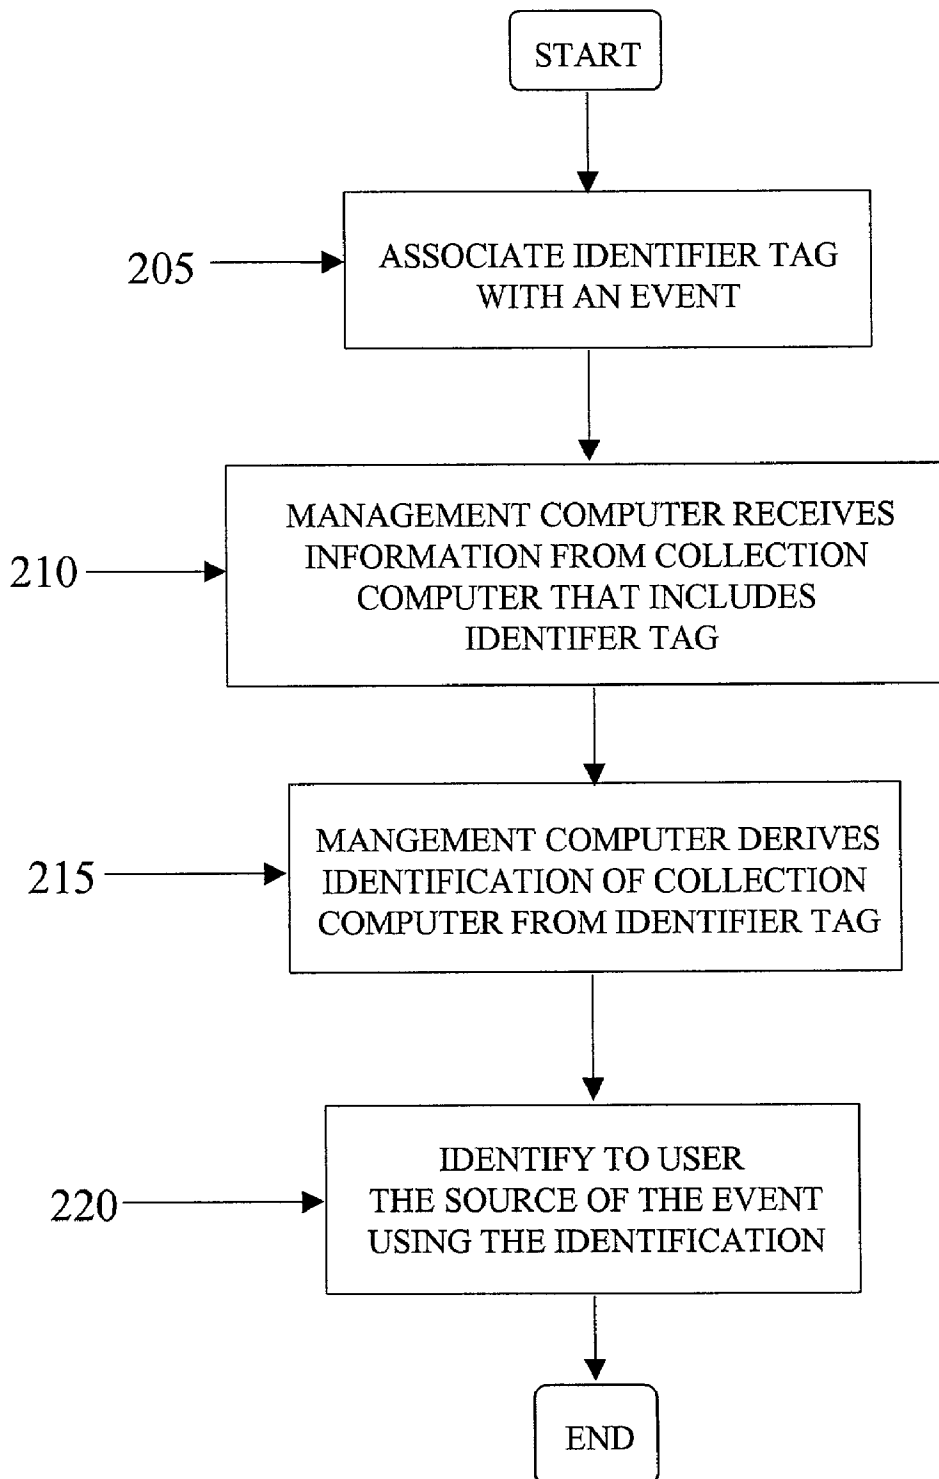 START
205
ASSOCIATE IDENTIFIER TAG
WITH AN EVENT
210
MANAGEMENT COMPUTER RECEIVES
INFORMATION FROM COLLECTION
COMPUTER THAT INCLUDES
IDENTIFER TAG
215
MANGEMENT COMPUTER DERIVES
IDENTIFICATION OF COLLECTION
COMPUTER FROM IDENTIFIER TAG
220
IDENTIFY TO USER
THE SOURCE OF THE EVENT
USING THE IDENTIFICATION
END